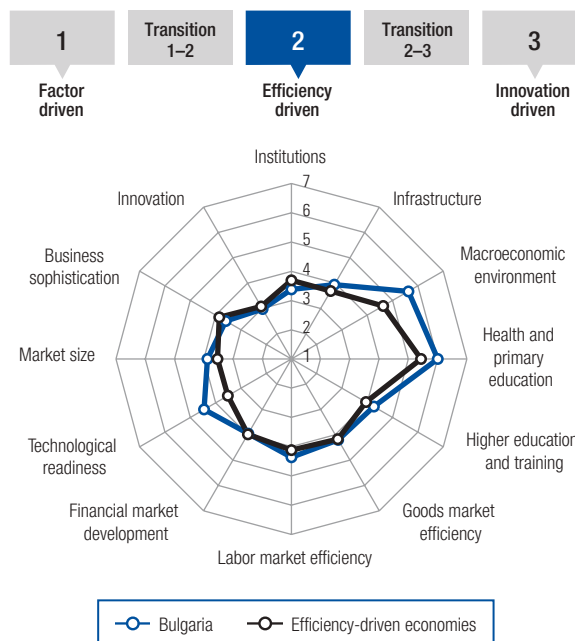 1
Transition
1–2
2
Transition
2–3
3
Factor
driven
Efficiency
driven
Innovation
driven
Institutions
Infrastructure
Macroeconomic
environment
Health and
primary
education
Higher education
and training
Goods market
efficiency
Labor market efficiency
Financial market
development
Technological
readiness
Market size
Business
sophistication
Innovation
7
6
5
4
3
2
1
Bulgaria
Efficiency-driven economies